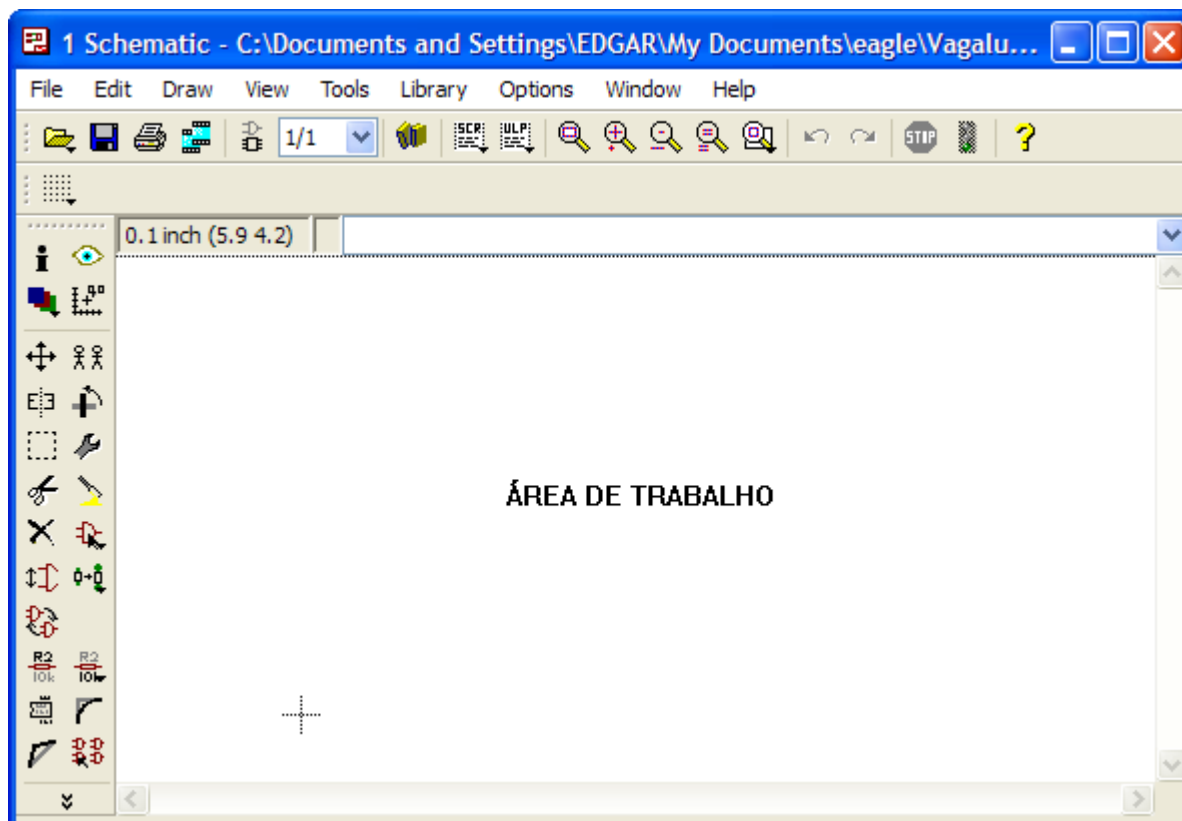 1 Schematic - C:\Documents and Settings\EDGAR\My Documents\eagle\Vagalu...
File Edit Draw View Tools Library Options Window Help
1/1 SCR ULP STOP ?
0.1 inch (5.9 4.2)
i
ÁREA DE TRABALHO
R2 R2
10k 10k